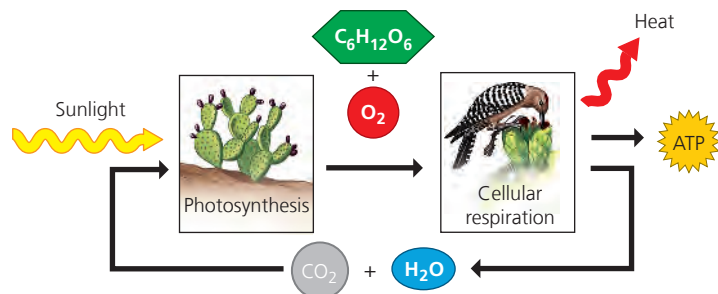 C₆H₁₂O₆
+
O₂
Heat
Sunlight
ATP
Photosynthesis
Cellular
respiration
CO₂ + H₂O